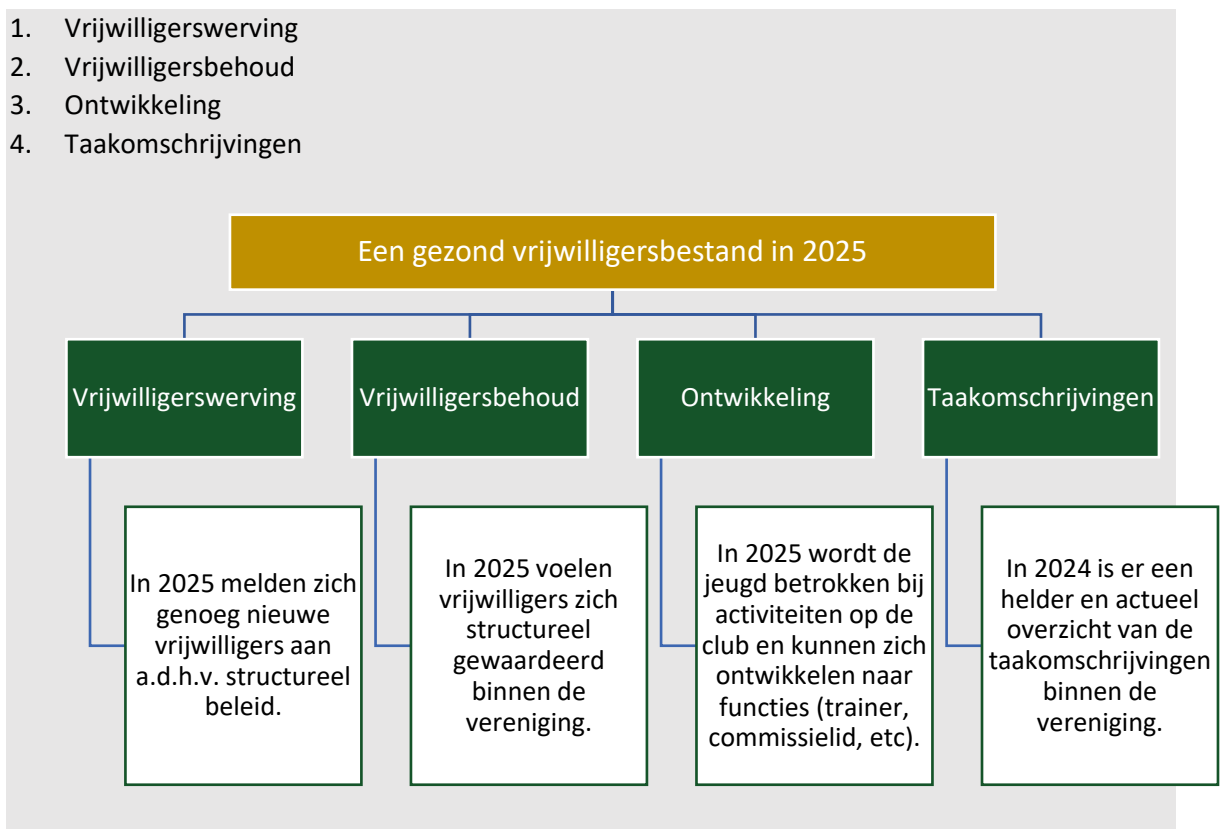 1. Vrijwilligerswerving
2. Vrijwilligersbehoud
3. Ontwikkeling
4. Taakomschrijvingen
Een gezond vrijwilligersbestand in 2025
Vrijwilligerswerving
Vrijwilligersbehoud
Ontwikkeling
Taakomschrijvingen
In 2025 melden zich
genoeg nieuwe
vrijwilligers aan
a.d.h.v. structureel
beleid.
In 2025 voelen
vrijwilligers zich
structureel
gewaardeerd
binnen de
vereniging.
In 2025 wordt de
jeugd betrokken bij
activiteiten op de
club en kunnen zich
ontwikkelen naar
functies (trainer,
commissielid, etc).
In 2024 is er een
helder en actueel
overzicht van de
taakomschrijvingen
binnen de
vereniging.